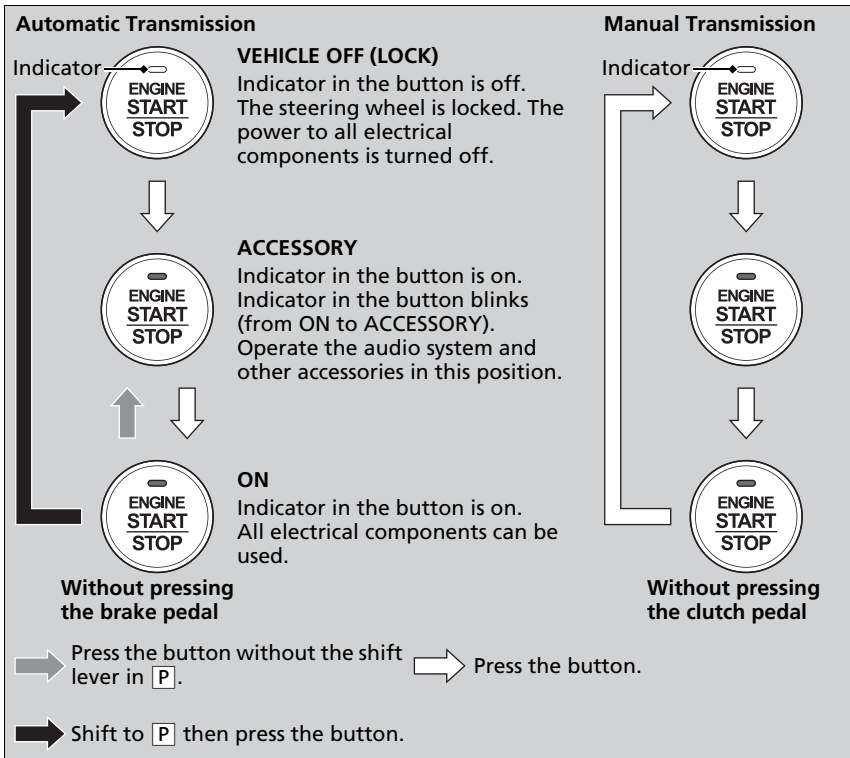 Automatic Transmission
Manual Transmission
Indicator
ENGINE
START
STOP
VEHICLE OFF (LOCK)
Indicator in the button is off.
The steering wheel is locked. The
power to all electrical
components is turned off.
Indicator
ENGINE
START
STOP
ENGINE
START
STOP
ACCESSORY
Indicator in the button is on.
Indicator in the button blinks
(from ON to ACCESSORY).
Operate the audio system and
other accessories in this position.
ENGINE
START
STOP
ENGINE
START
STOP
ON
Indicator in the button is on.
All electrical components can be
used.
ENGINE
START
STOP
Without pressing
the brake pedal
Without pressing
the clutch pedal
Press the button without the shift
lever in P.
Press the button.
Shift to P then press the button.